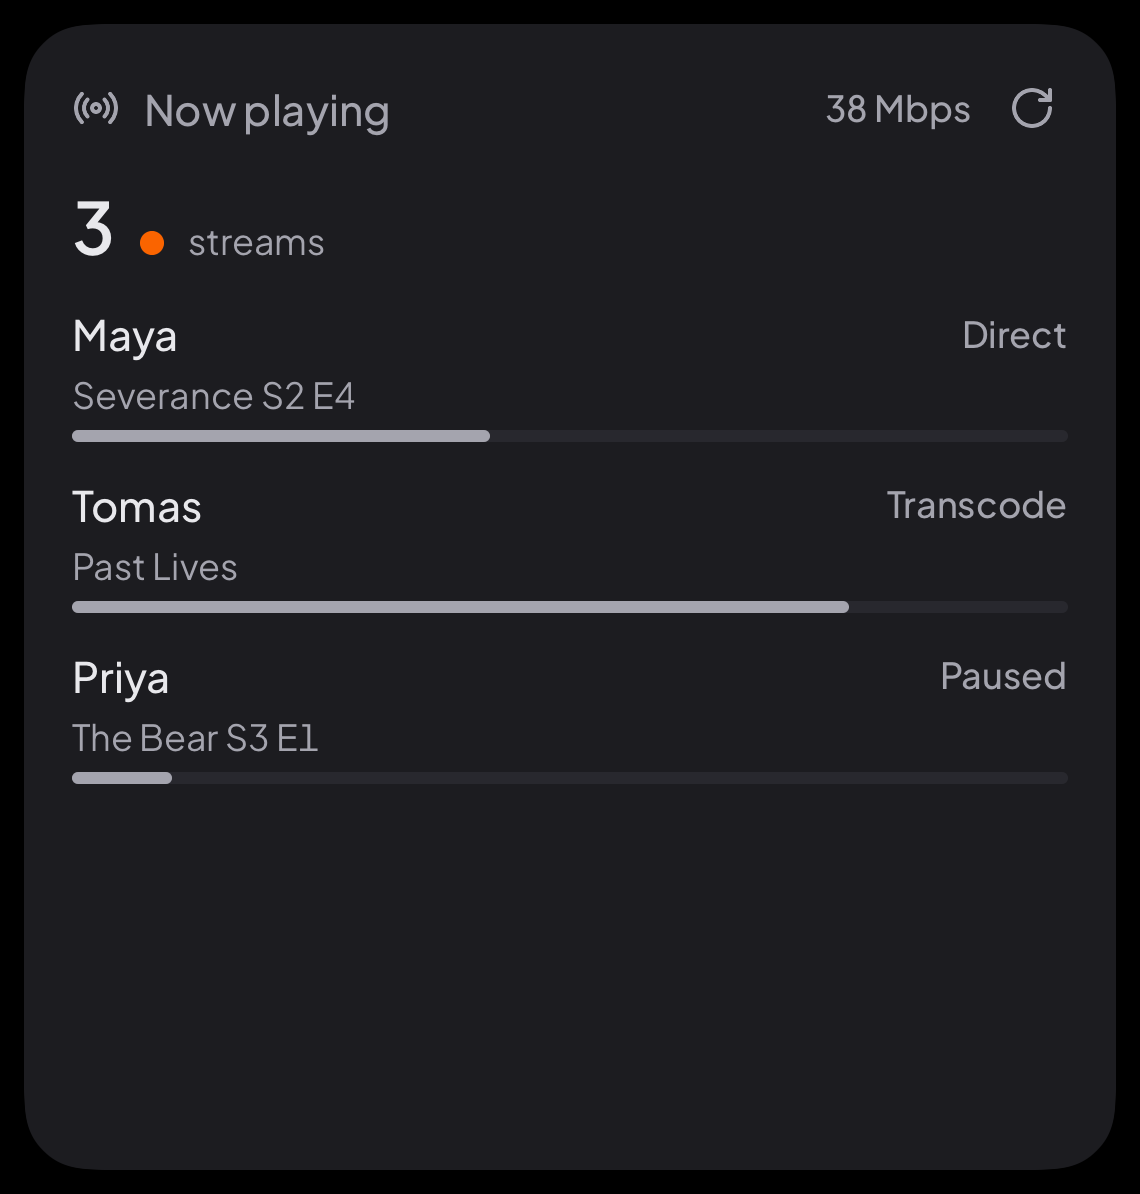 Now playing 38 Mbps
3 streams
Maya Direct
Severance S2 E4
Tomas Transcode
Past Lives
Priya Paused
The Bear S3 E1